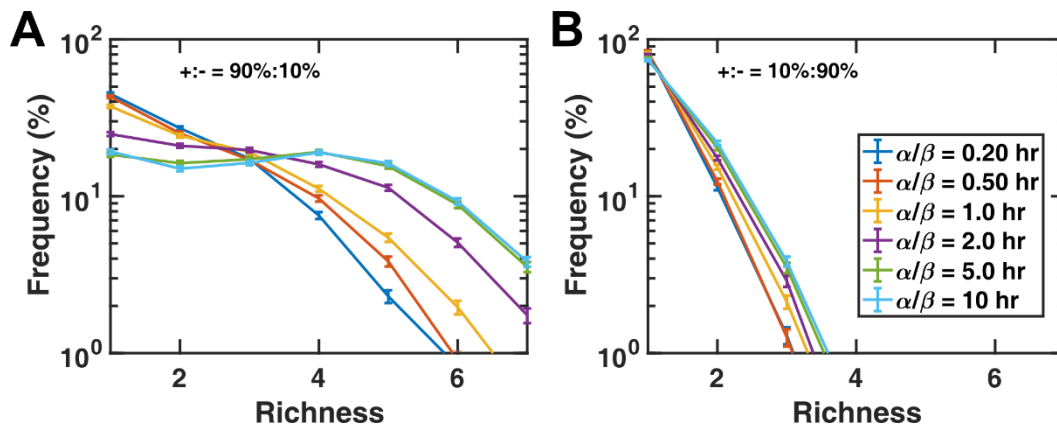 A
+:- = 90%:10%
10²
10¹
10⁰
Frequency (%)
2
4
6
Richness
B
+:- = 10%:90%
10²
10¹
10⁰
Frequency (%)
α/β = 0.20 hr
α/β = 0.50 hr
α/β = 1.0 hr
α/β = 2.0 hr
α/β = 5.0 hr
α/β = 10 hr
2
4
6
Richness